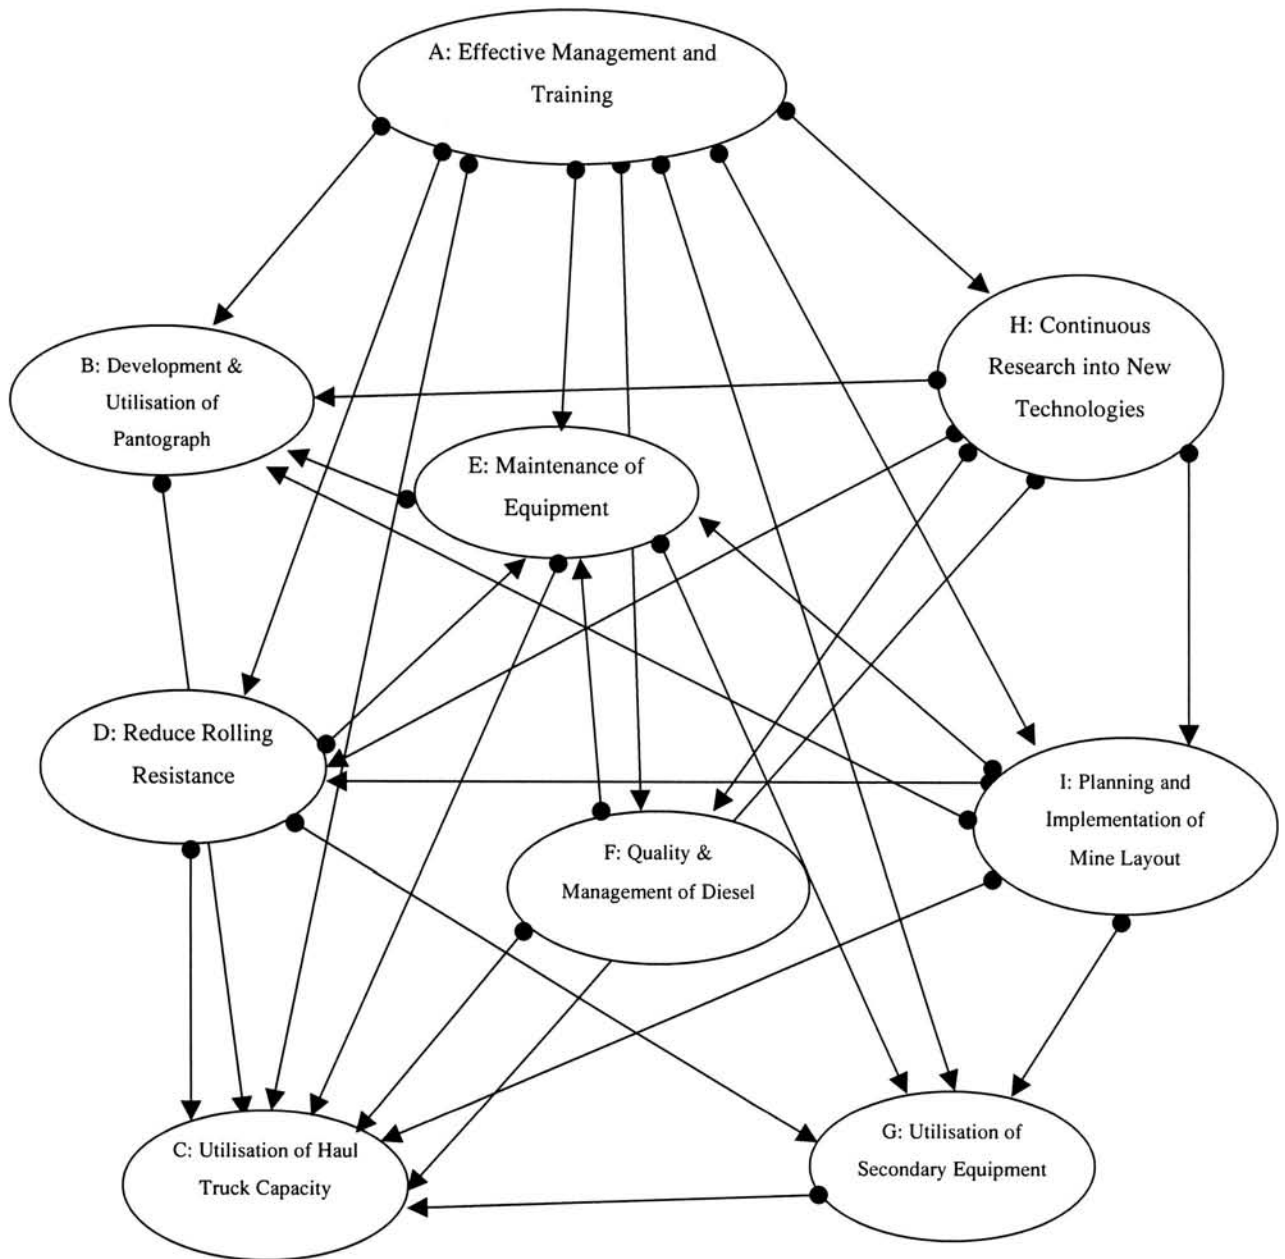 A: Effective Management and
Training
H: Continuous
Research into New
Technologies
B: Development &
Utilisation of
Pantograph
E: Maintenance of
Equipment
D: Reduce Rolling
Resistance
I: Planning and
Implementation of
Mine Layout
F: Quality &
Management of Diesel
G: Utilisation of
Secondary Equipment
C: Utilisation of Haul
Truck Capacity